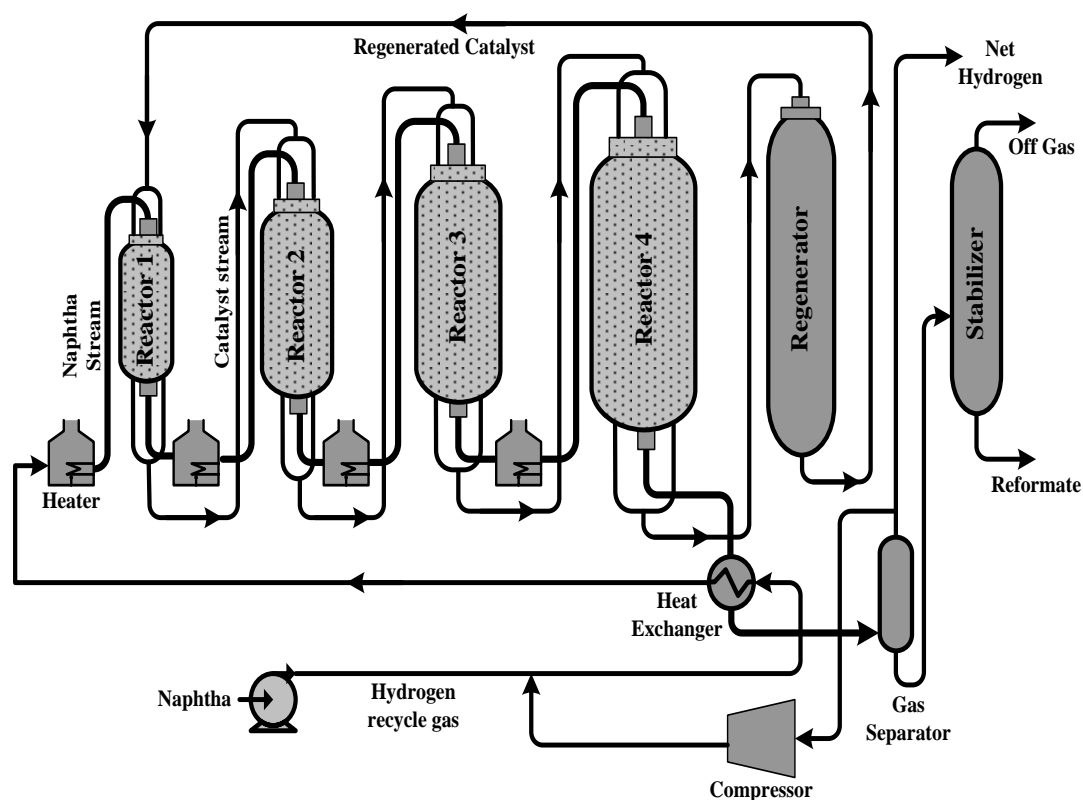 Regenerated Catalyst
Net
Hydrogen
Off Gas
Naphtha
Stream
Reactor 1
Catalyst stream
Reactor 2
Reactor 3
Reactor 4
Regenerator
Stabilizer
Heater
Reformate
Heat
Exchanger
Naphtha
Hydrogen
recycle gas
Gas
Separator
Compressor